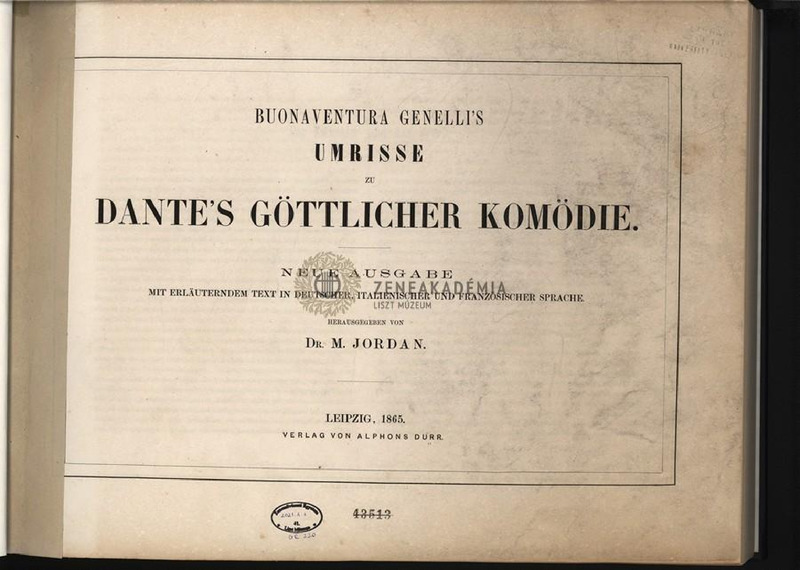 BUONAVENTURA GENELLI'S
UMRISSE
ZU
DANTE'S GÖTTLICHER KOMÖDIE.
NEUE AUSGABE
ZENEAKADÉMIA
MIT ERLÄUTERNDEM TEXT IN DEUTSCHER, ITALIENISCHER UND FRANZÖSISCHER SPRACHE
LISZT MÚZEUM
HERAUSGEGEBEN VON
DR. M. JORDAN.
LEIPZIG, 1865.
VERLAG VON ALPHONS DÜRR.
43513